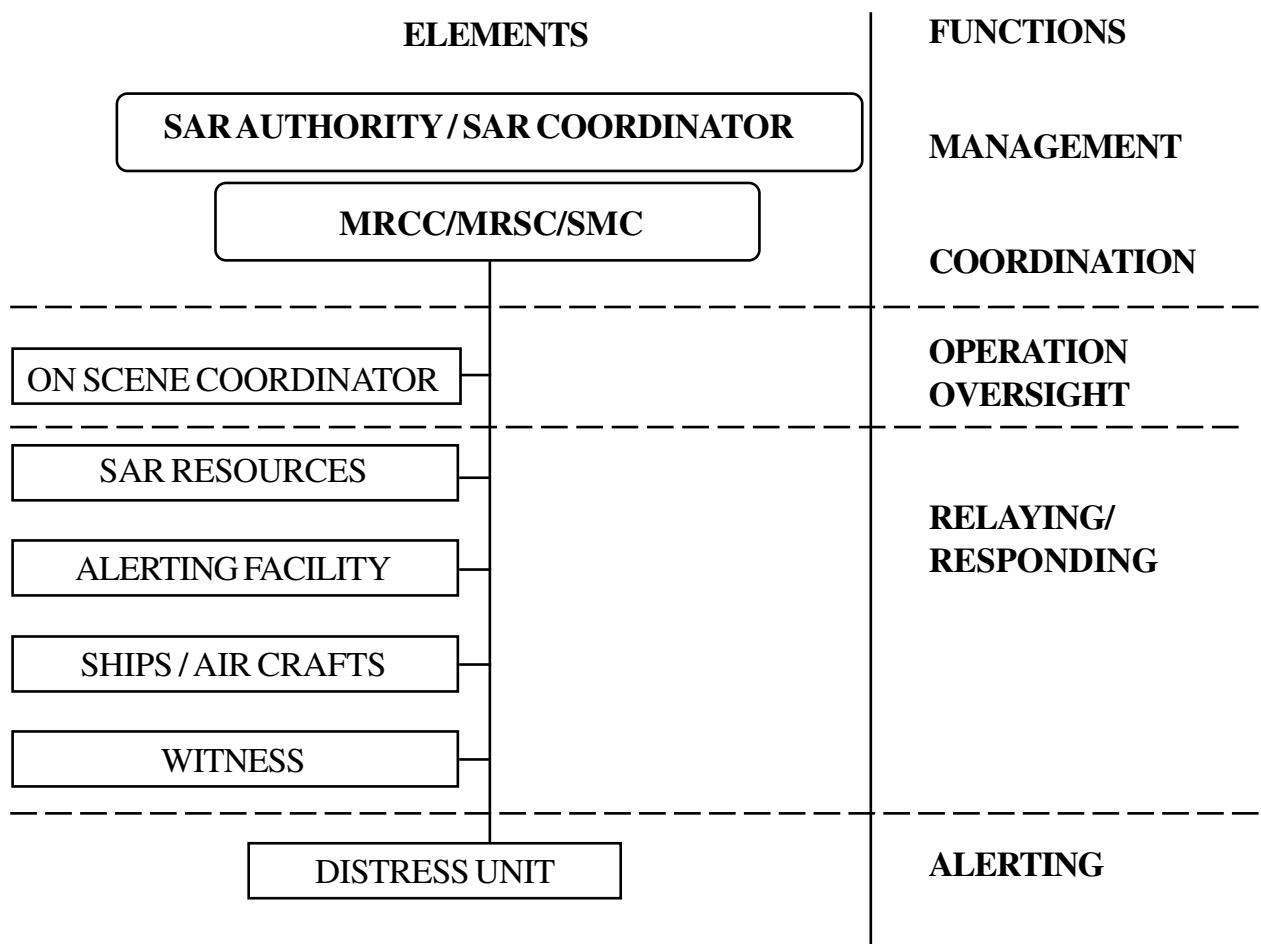 ELEMENTS
FUNCTIONS
SAR AUTHORITY / SAR COORDINATOR
MANAGEMENT
MRCC/MRSC/SMC
COORDINATION
ON SCENE COORDINATOR
OPERATION
OVERSIGHT
SAR RESOURCES
RELAYING/
RESPONDING
ALERTING FACILITY
SHIPS / AIR CRAFTS
WITNESS
DISTRESS UNIT
ALERTING